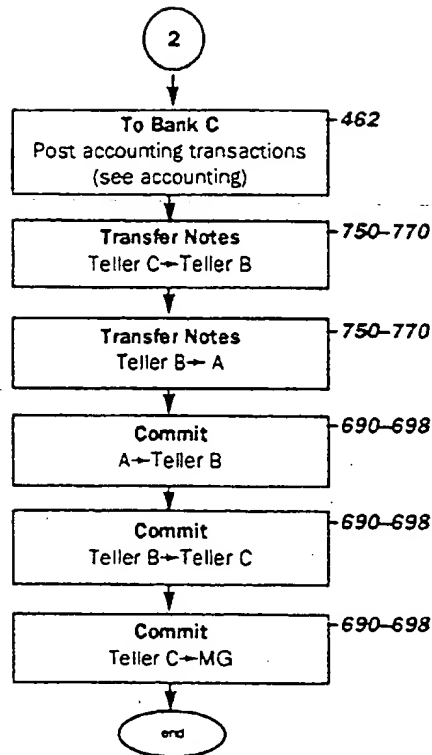 2
To Bank C
462
Post accounting transactions
(see accounting)
Transfer Notes
750-770
Teller C→Teller B
Transfer Notes
750-770
Teller B→ A
Commit
690-698
A→Teller B
Commit
690-698
Teller B→Teller C
Commit
690-698
Teller C→MG
end